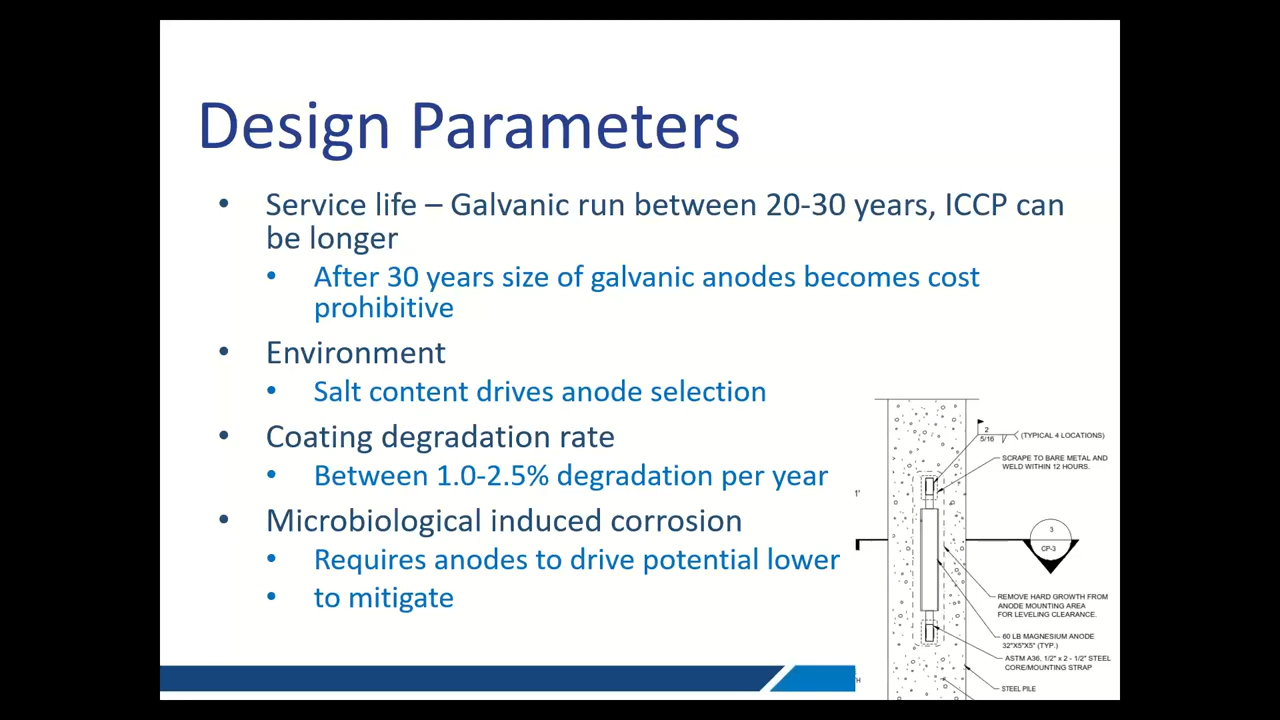 Design Parameters
• Service life – Galvanic run between 20-30 years, ICCP can
be longer
• After 30 years size of galvanic anodes becomes cost
prohibitive
• Environment
• Salt content drives anode selection
• Coating degradation rate
• Between 1.0-2.5% degradation per year
• Microbiological induced corrosion
• Requires anodes to drive potential lower
• to mitigate
2
5/16
(TYPICAL 4 LOCATIONS)
SCRAPE TO BARE METAL AND
WELD WITHIN 12 HOURS.
1'
3
CP-3
REMOVE HARD GROWTH FROM
ANODE MOUNTING AREA
FOR LEVELING CLEARANCE.
60 LB MAGNESIUM ANODE
32"X5"X5" (TYP.)
ASTM A36, 1/2" x 2 - 1/2" STEEL
CORE/MOUNTING STRAP
STEEL PILE